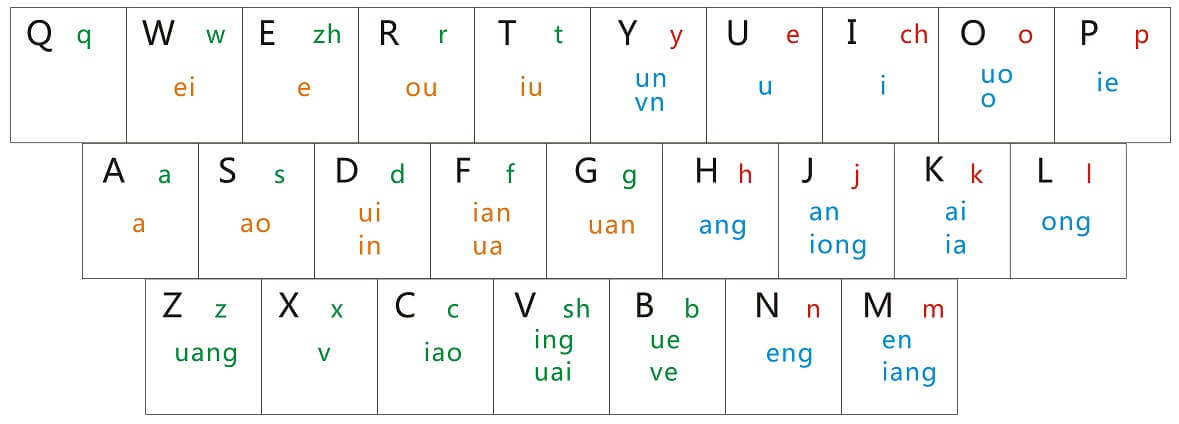 Q q W w E zh R r T t Y y U e I ch O o P p
ei e ou iu un u i uo ie
vn o
A a S s D d F f G g H h J j K k L l
a ao ui ian uan ang an ai ong
in ua iong ia
Z z X x C c V sh B b N n M m
uang v iao ing ue eng en
uai ve iang